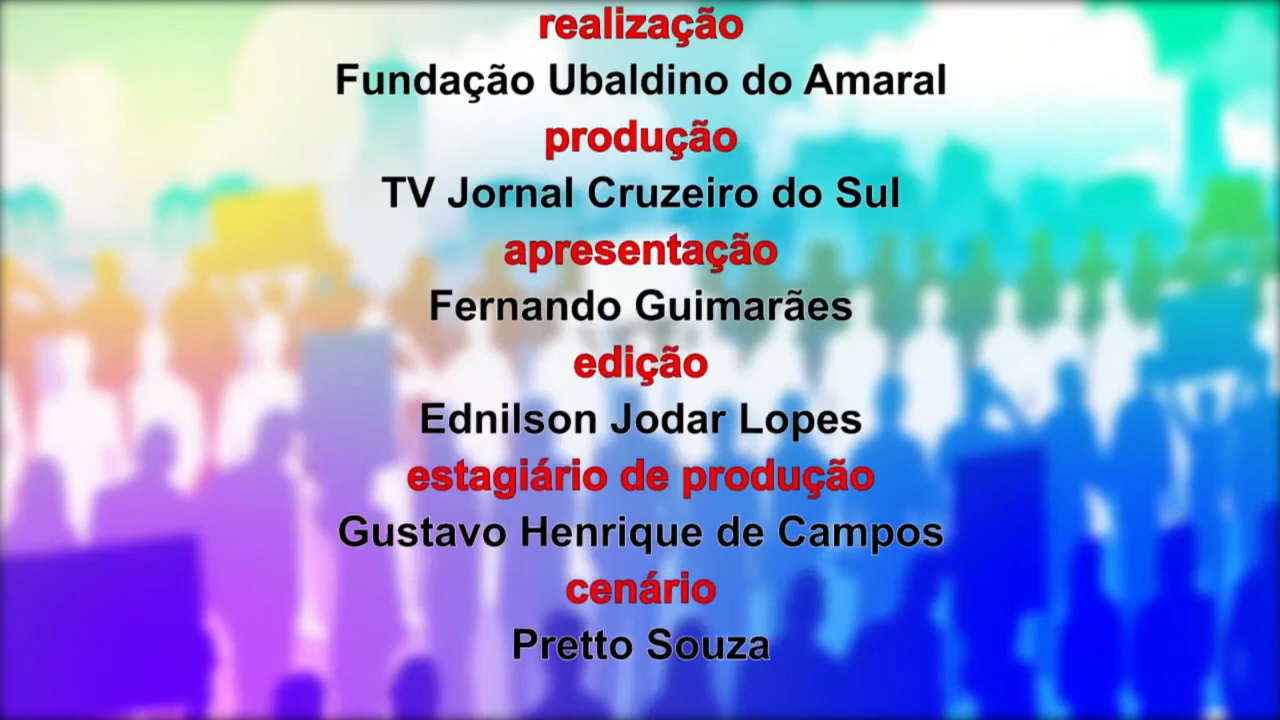 realização
Fundação Ubaldino do Amaral
produção
TV Jornal Cruzeiro do Sul
apresentação
Fernando Guimarães
edição
Ednilson Jodar Lopes
estagiário de produção
Gustavo Henrique de Campos
cenário
Pretto Souza